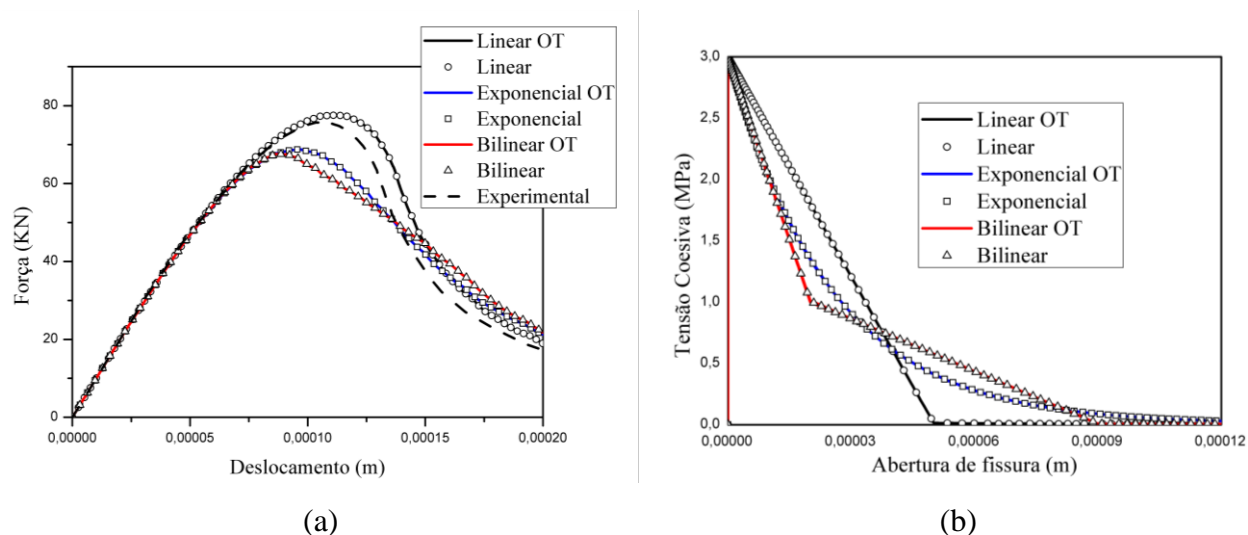 Linear OT
Linear
Exponencial OT
Exponencial
Bilinear OT
Bilinear
Experimental
Força (KN)
80
60
40
20
0
0,00000 0,00005 0,00010 0,00015 0,00020
Deslocamento (m)
(a)
Tensão Coesiva (MPa)
3,0
2,5
2,0
1,5
1,0
0,5
0,0
Linear OT
Linear
Exponencial OT
Exponencial
Bilinear OT
Bilinear
0,00000 0,00003 0,00006 0,00009 0,00012
Abertura de fissura (m)
(b)